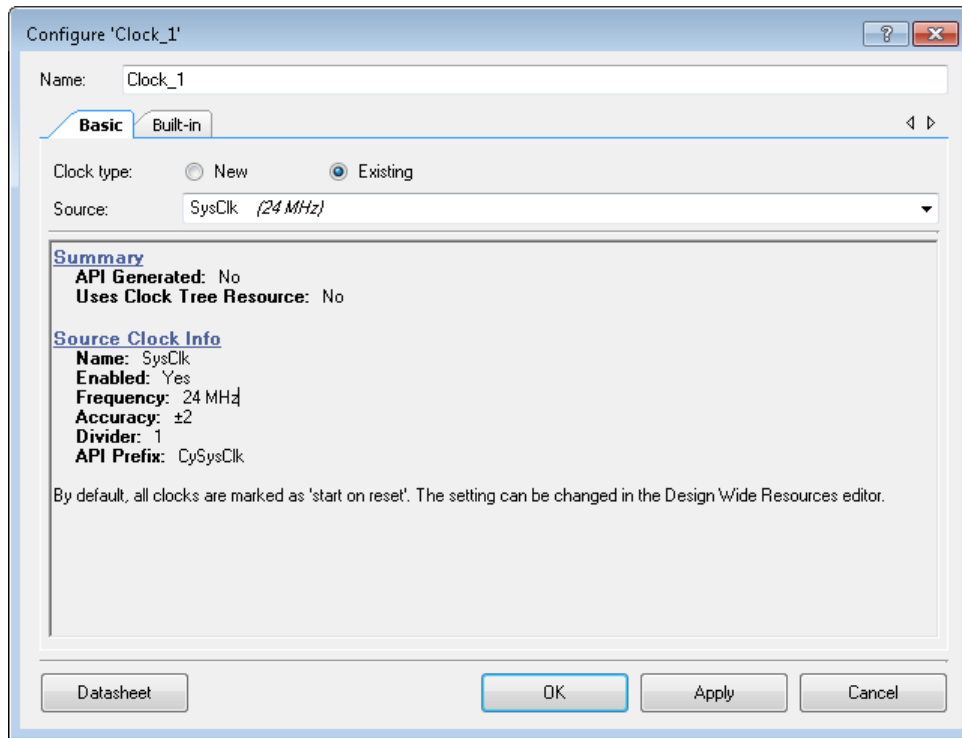 Configure 'Clock_1'
Name: Clock_1
Basic Built-in
Clock type: New Existing
Source: SysClk (24 MHz)
Summary
API Generated: No
Uses Clock Tree Resource: No
Source Clock Info
Name: SysClk
Enabled: Yes
Frequency: 24 MHz
Accuracy: ±2
Divider: 1
API Prefix: CySysClk
By default, all clocks are marked as 'start on reset'. The setting can be changed in the Design Wide Resources editor.
Datasheet OK Apply Cancel